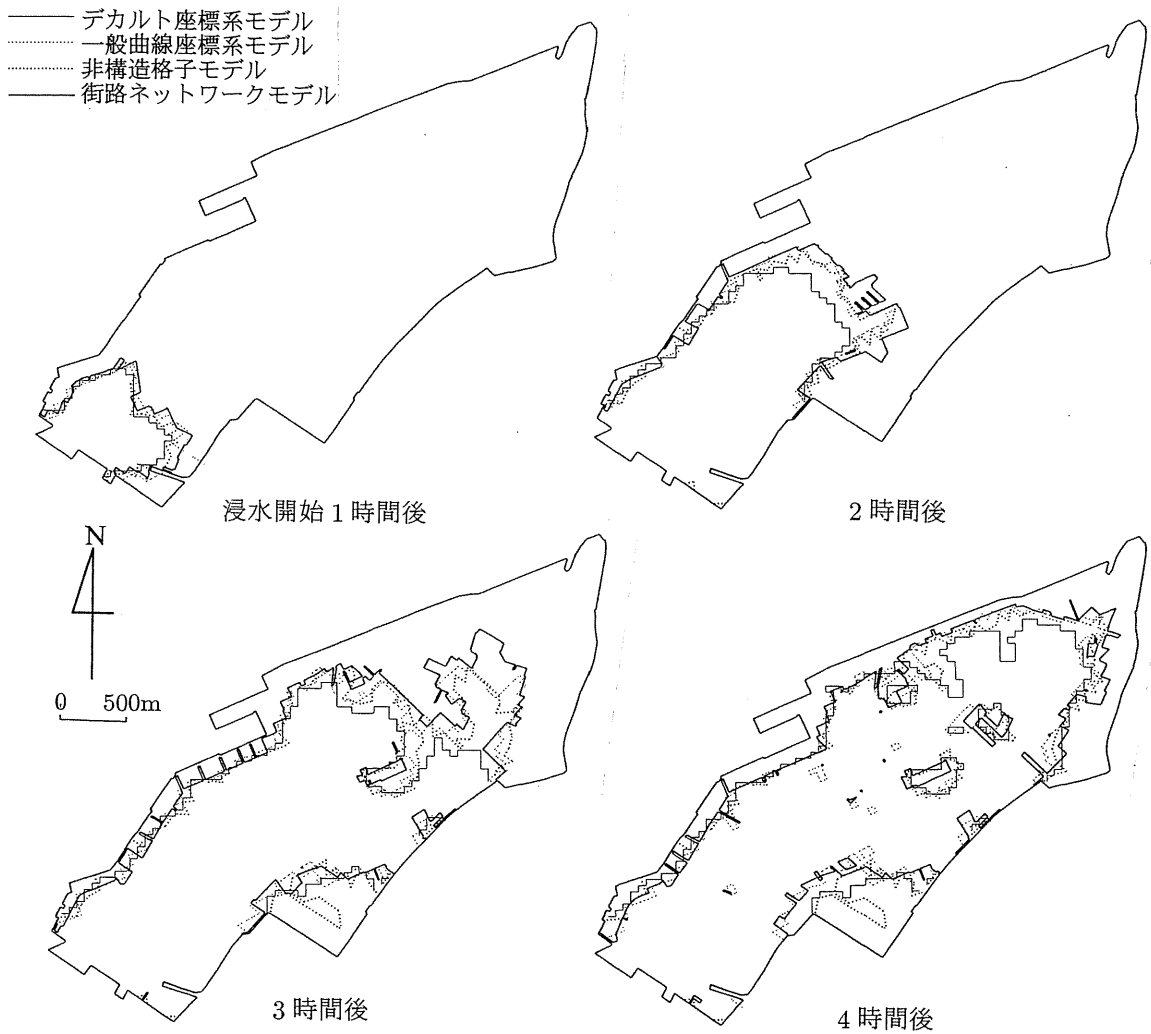 デカルト座標系モデル
一般曲線座標系モデル
非構造格子モデル
街路ネットワークモデル
浸水開始1時間後
2時間後
N
0 500m
3時間後
4時間後